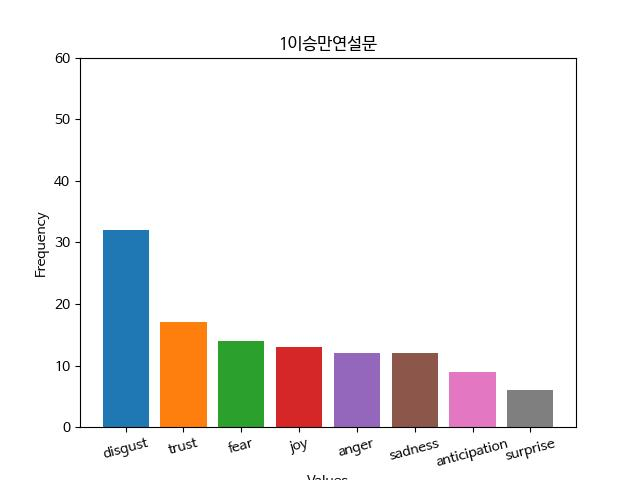 1이승만연설문
60
50
40
30
20
10
0
Frequency
disgust trust fear joy anger sadness anticipation surprise
Values